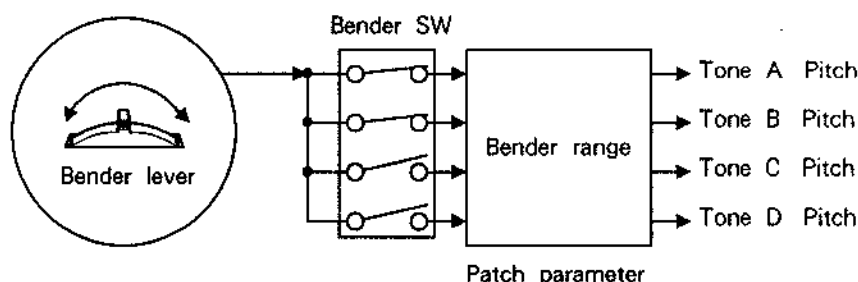 Bender SW
Tone A Pitch
Tone B Pitch
Bender range
Bender lever
Tone C Pitch
Tone D Pitch
Patch parameter